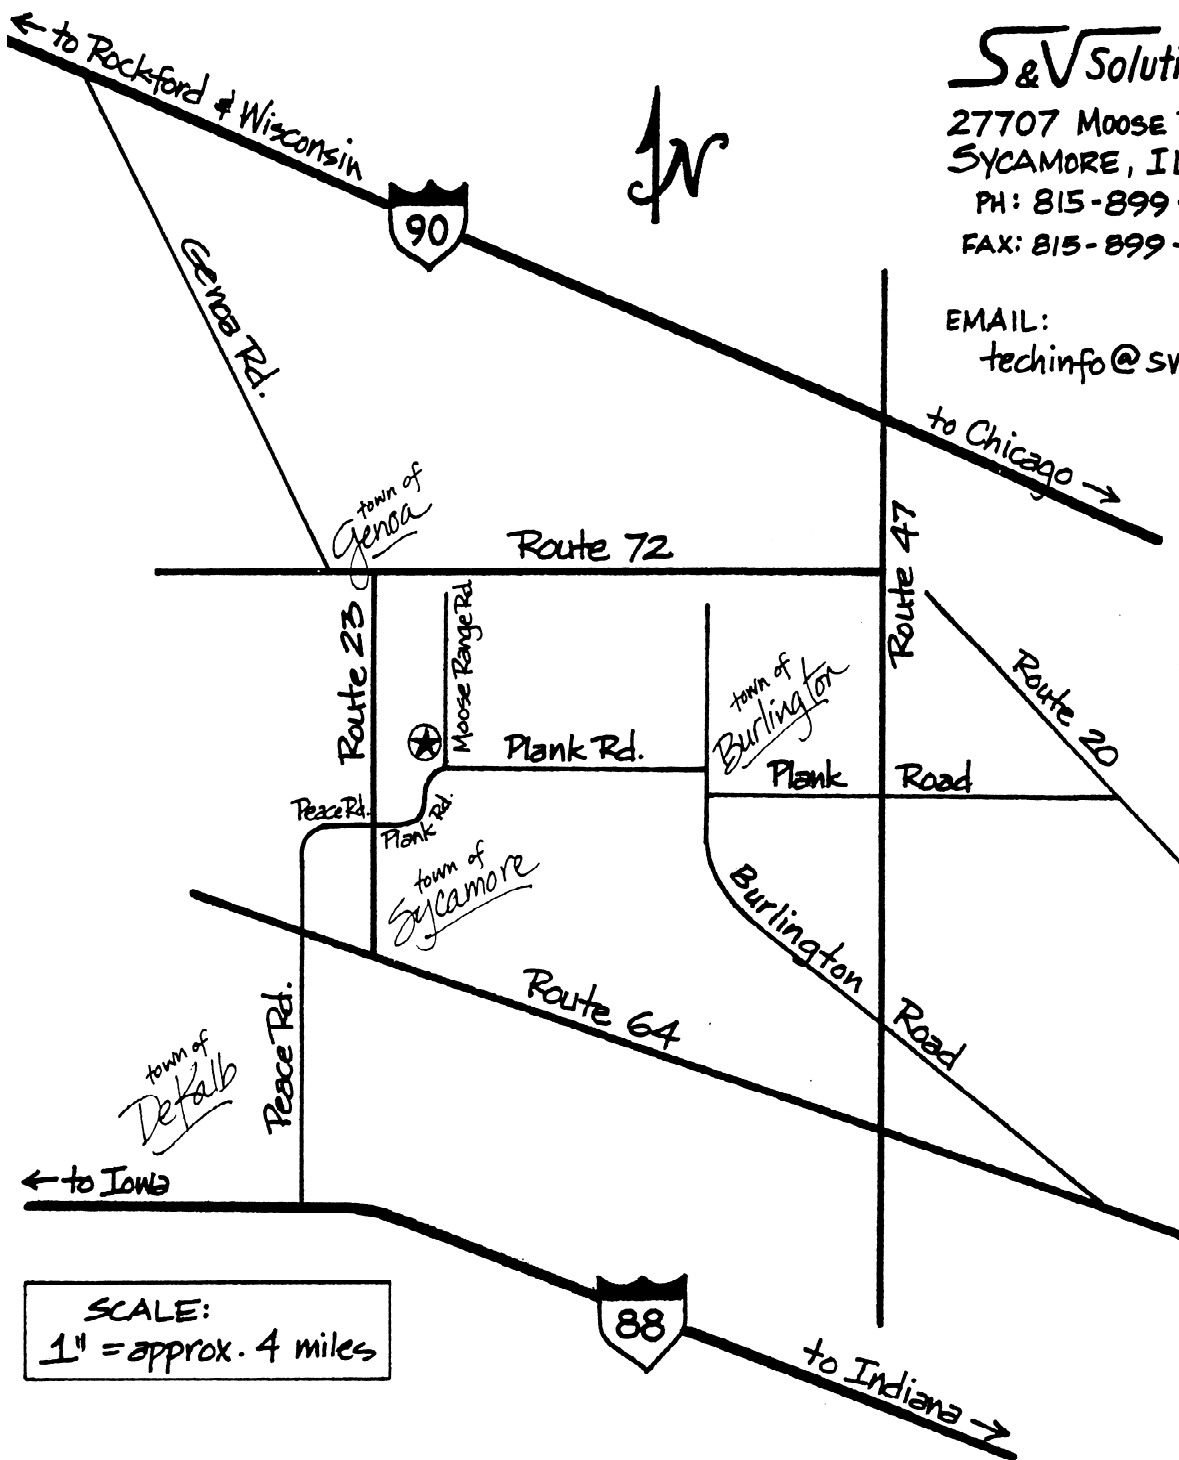 ← to Rockford & Wisconsin
90
N
S&V Soluti
27707 MOOSE
SYCAMORE, IL
PH: 815-899-
FAX: 815-899-
EMAIL:
techinfo@sv
Genoa Rd.
to Chicago →
town of
Genoa
Route 72
Route 47
Route 23
Moose Range Rd
Route 20
town of
Burlington
Plank Rd.
Plank Road
Peace Rd.
Plank Rd.
town of
Sycamore
Burlington Road
Route 64
Peace Rd.
town of
DeKalb
← to Iowa
88
to Indiana →
SCALE:
1" = approx. 4 miles